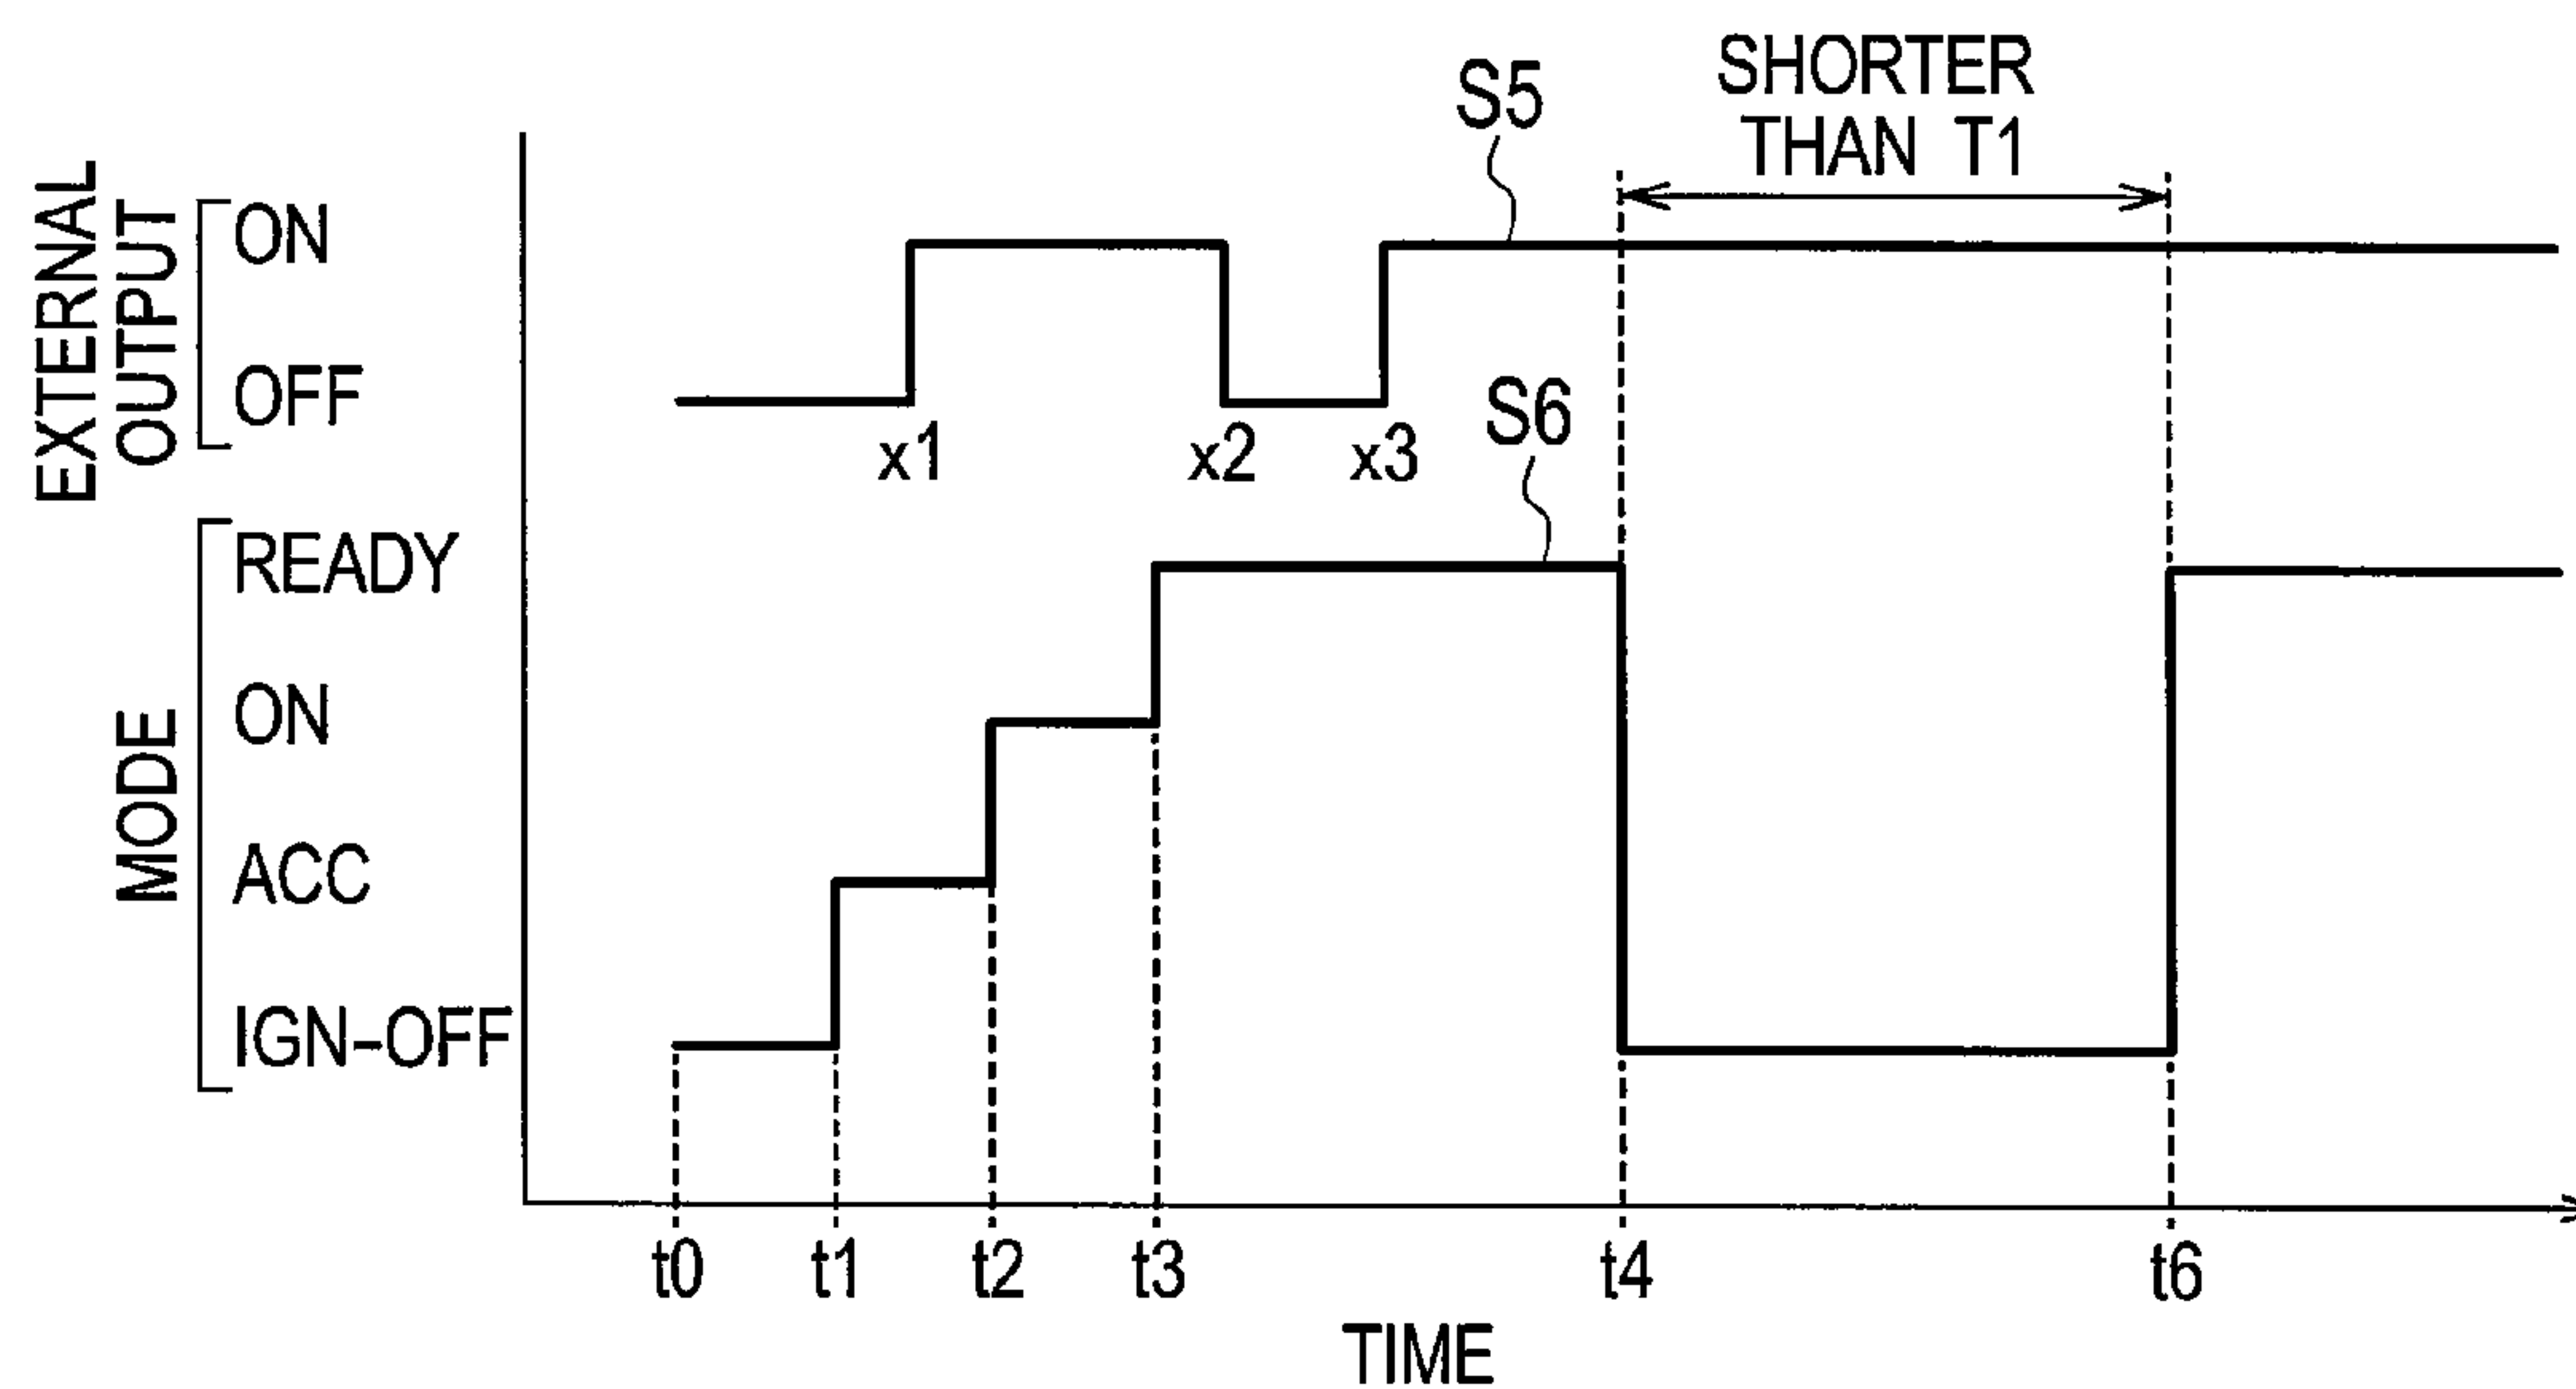 SHORTER
THAN T1
S5
EXTERNAL
OUTPUT
ON
OFF
x1
x2
x3
S6
MODE
READY
ON
ACC
IGN-OFF
t0
t1
t2
t3
t4
t6
TIME